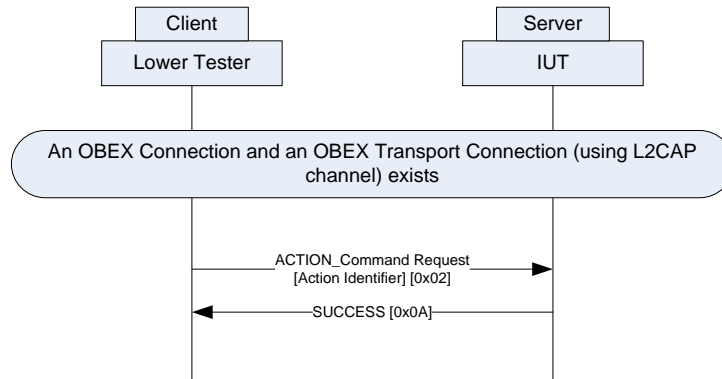 Client
Server
Lower Tester
IUT
An OBEX Connection and an OBEX Transport Connection (using L2CAP
channel) exists
ACTION_Command Request
[Action Identifier] [0x02]
SUCCESS [0x0A]